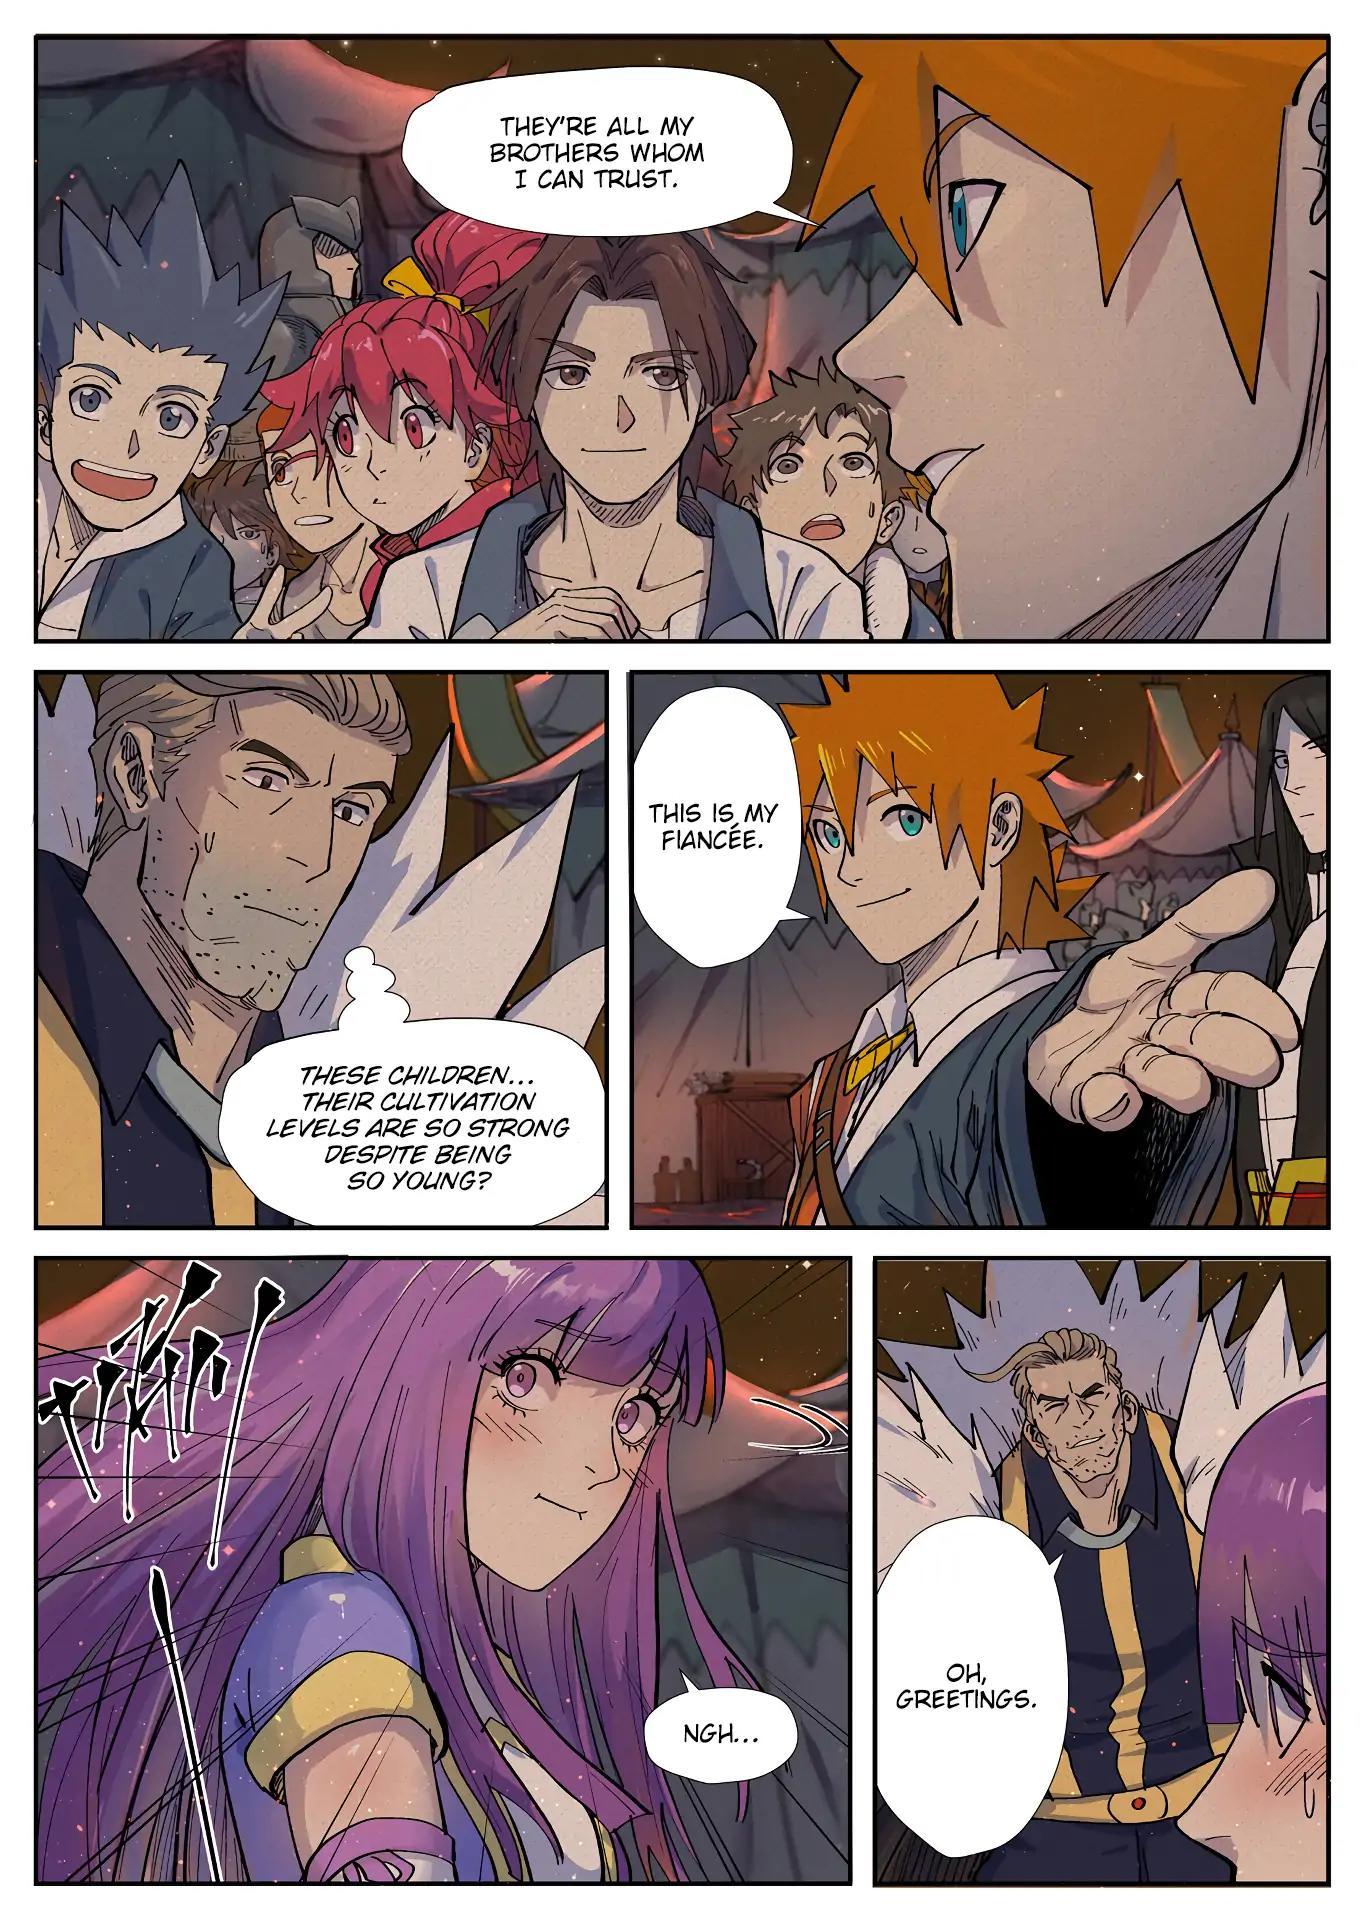 THEY'RE ALL MY
BROTHERS WHOM
I CAN TRUST.
THESE CHILDREN...
THEIR CULTIVATION
LEVELS ARE SO STRONG
DESPITE BEING
SO YOUNG?
THIS IS MY
FIANCÉE.
NGH...
OH,
GREETINGS.